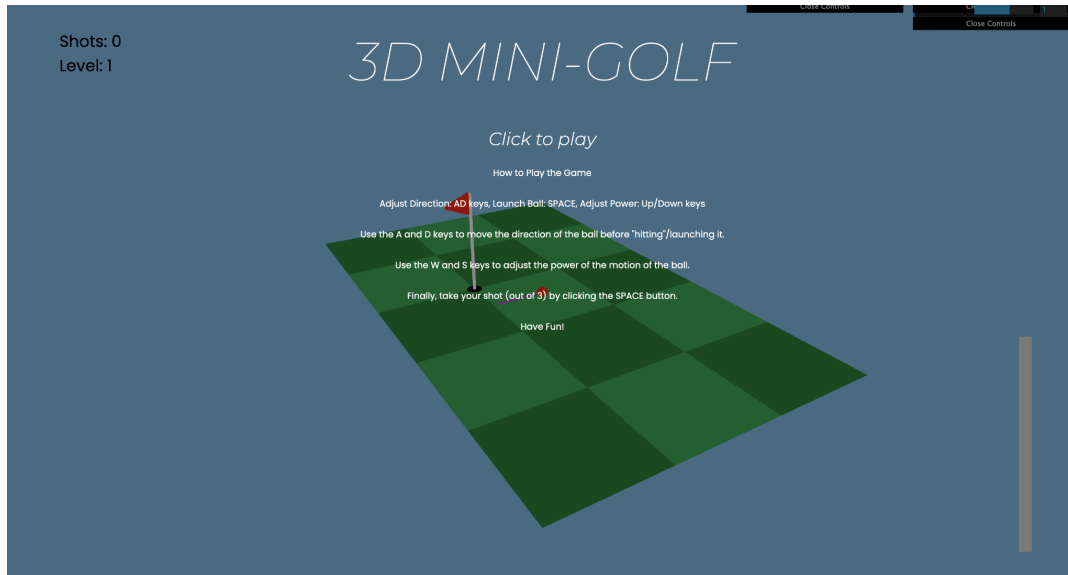 Close Controls
Close Controls
Shots: 0
Level: 1
3D MINI-GOLF
Click to play
How to Play the Game
Adjust Direction: AD keys, Launch Ball: SPACE, Adjust Power: Up/Down keys
Use the A and D keys to move the direction of the ball before "hitting"/launching it.
Use the W and S keys to adjust the power of the motion of the ball.
Finally, take your shot (out of 3) by clicking the SPACE button.
Have Fun!